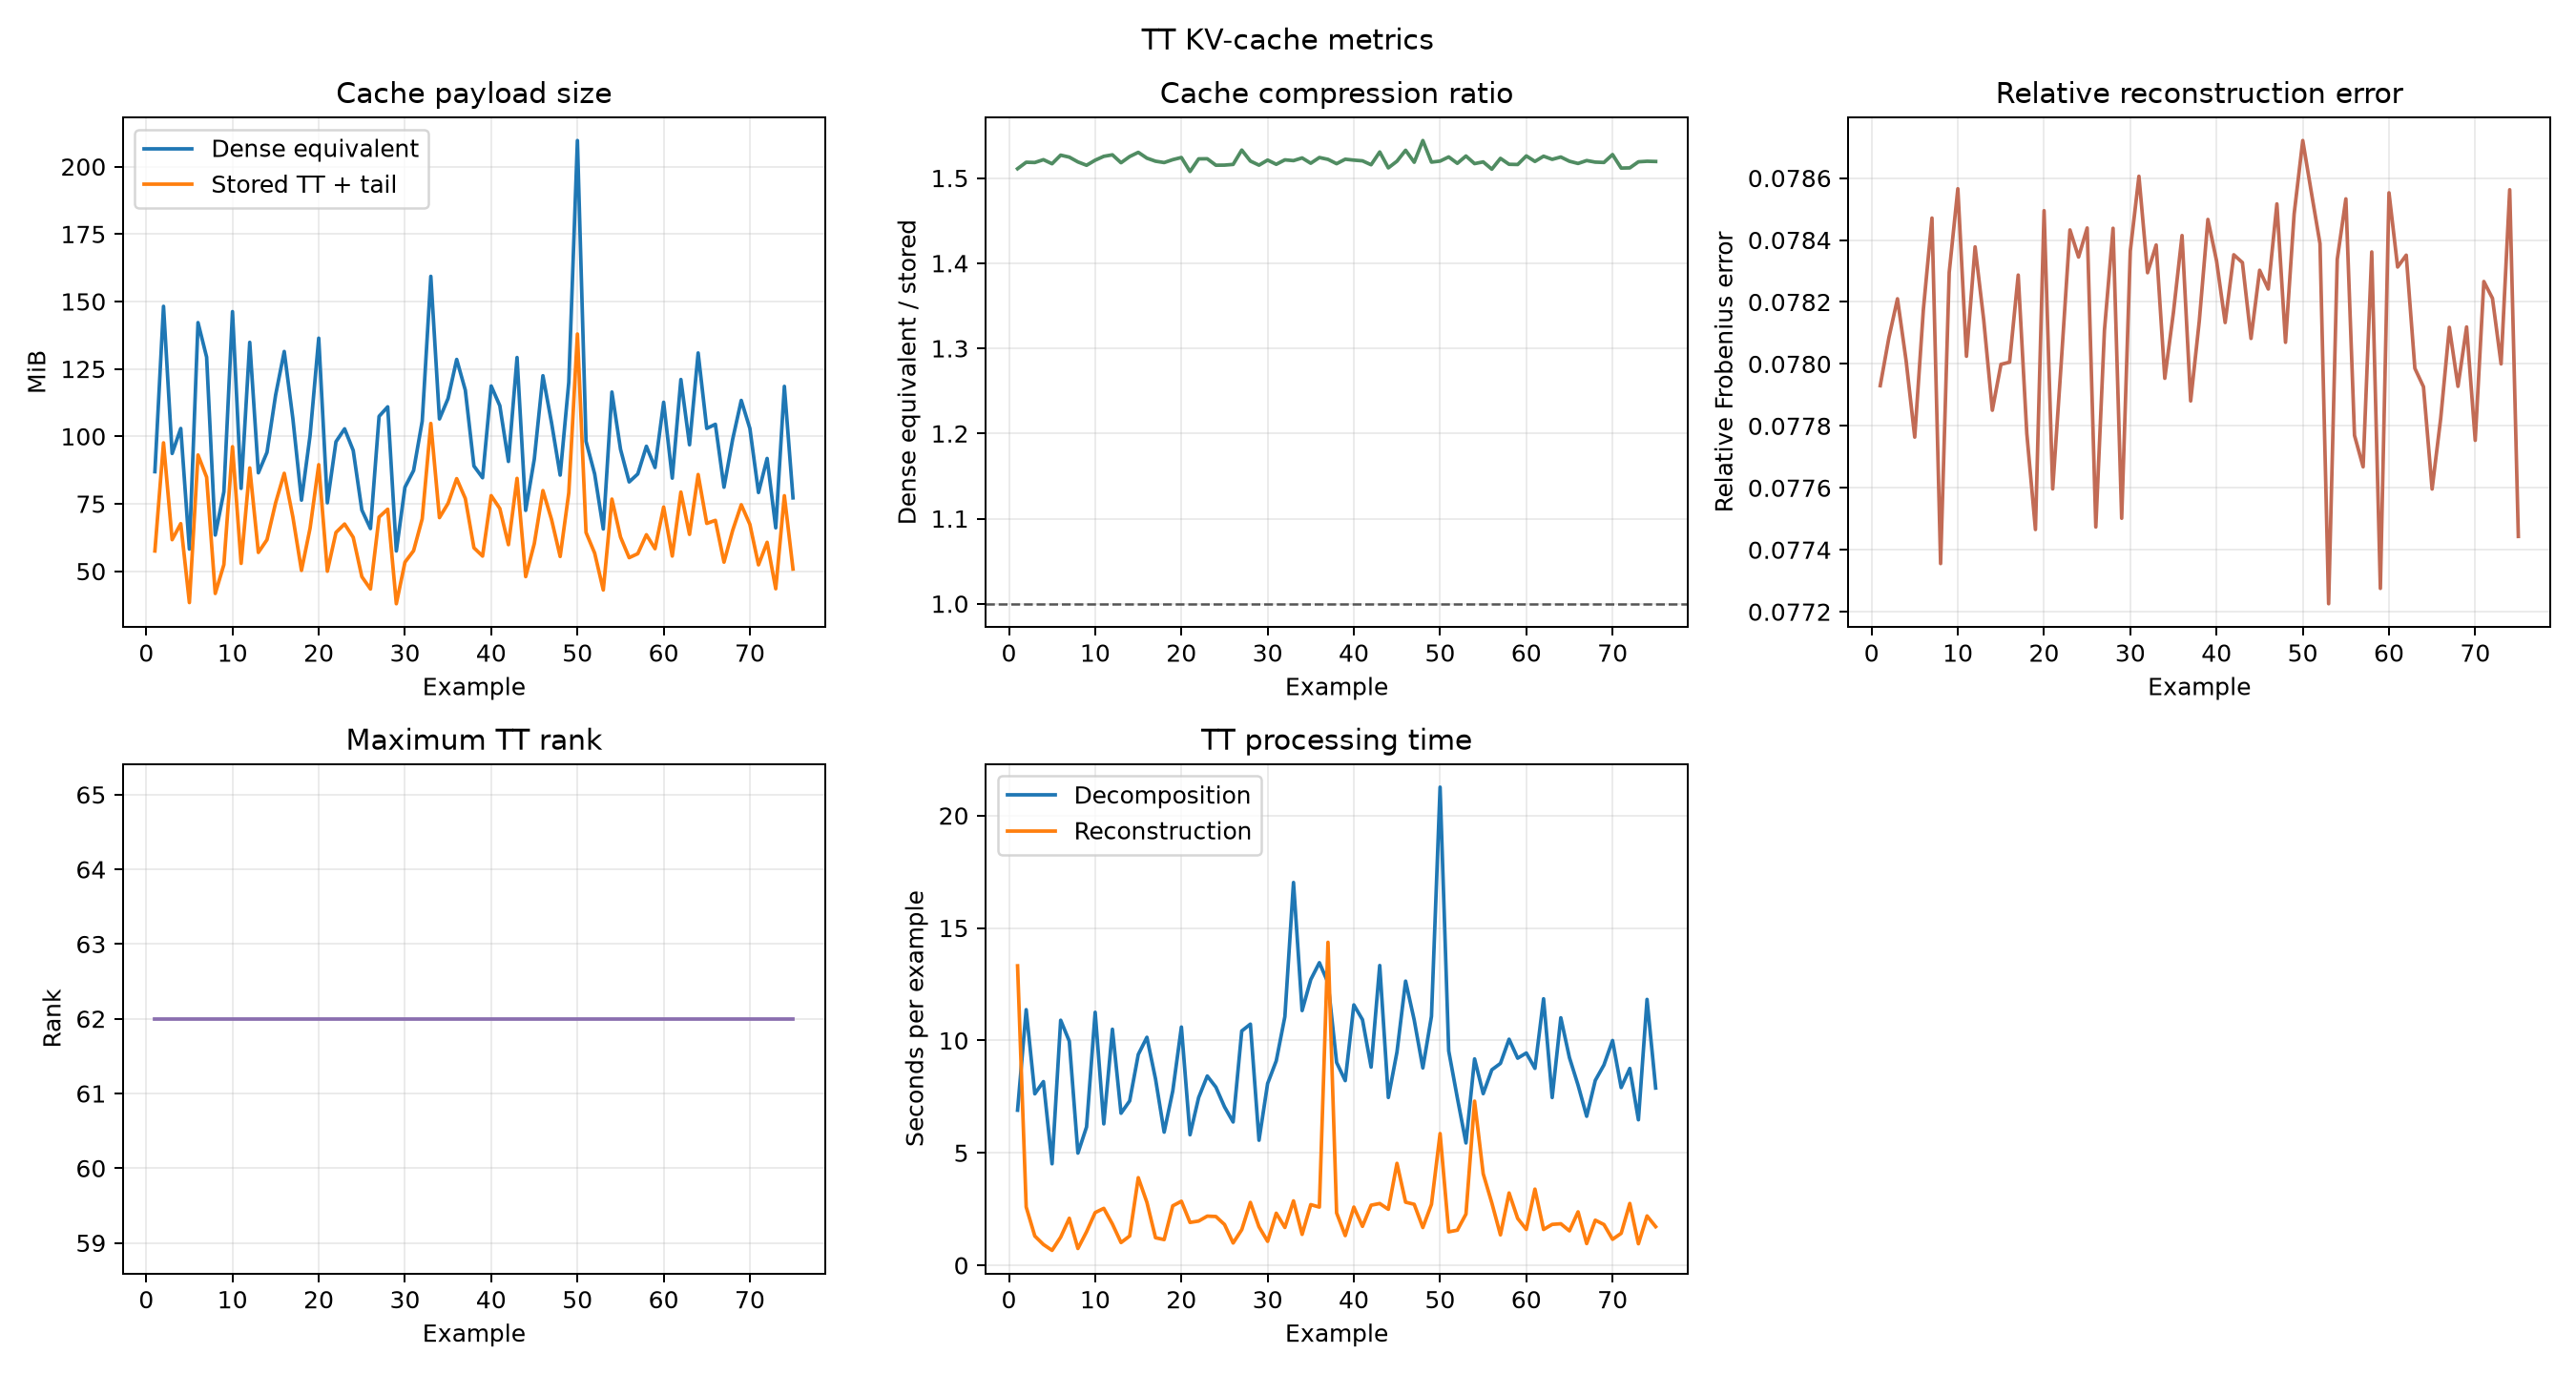 TT KV-cache metrics
Cache payload size
Dense equivalent
Stored TT + tail
200
175
150
125
100
75
50
MiB
0 10 20 30 40 50 60 70
Example
Cache compression ratio
1.5
1.4
1.3
1.2
1.1
1.0
Dense equivalent / stored
0 10 20 30 40 50 60 70
Example
Relative reconstruction error
0.0786
0.0784
0.0782
0.0780
0.0778
0.0776
0.0774
0.0772
Relative Frobenius error
0 10 20 30 40 50 60 70
Example
Maximum TT rank
65
64
63
62
61
60
59
Rank
0 10 20 30 40 50 60 70
Example
TT processing time
Decomposition
Reconstruction
20
15
10
5
0
Seconds per example
0 10 20 30 40 50 60 70
Example